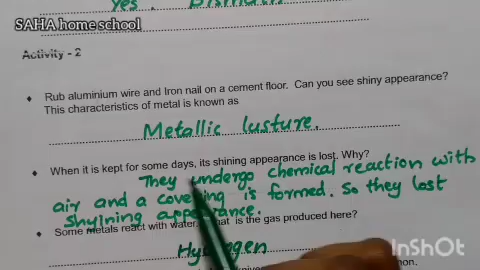 Yes.
SAHA home school
Activity - 2
♦ Rub aluminium wire and Iron nail on a cement floor. Can you see shiny appearance?
This characteristics of metal is known as
Metallic lusture.
♦ When it is kept for some days, its shining appearance is lost. Why?
They undergo chemical reaction with
air and a covering is formed. So they lost
shyining appearance.
♦ Some metals react with water. What is the gas produced here?
Hydrogen
InShOt